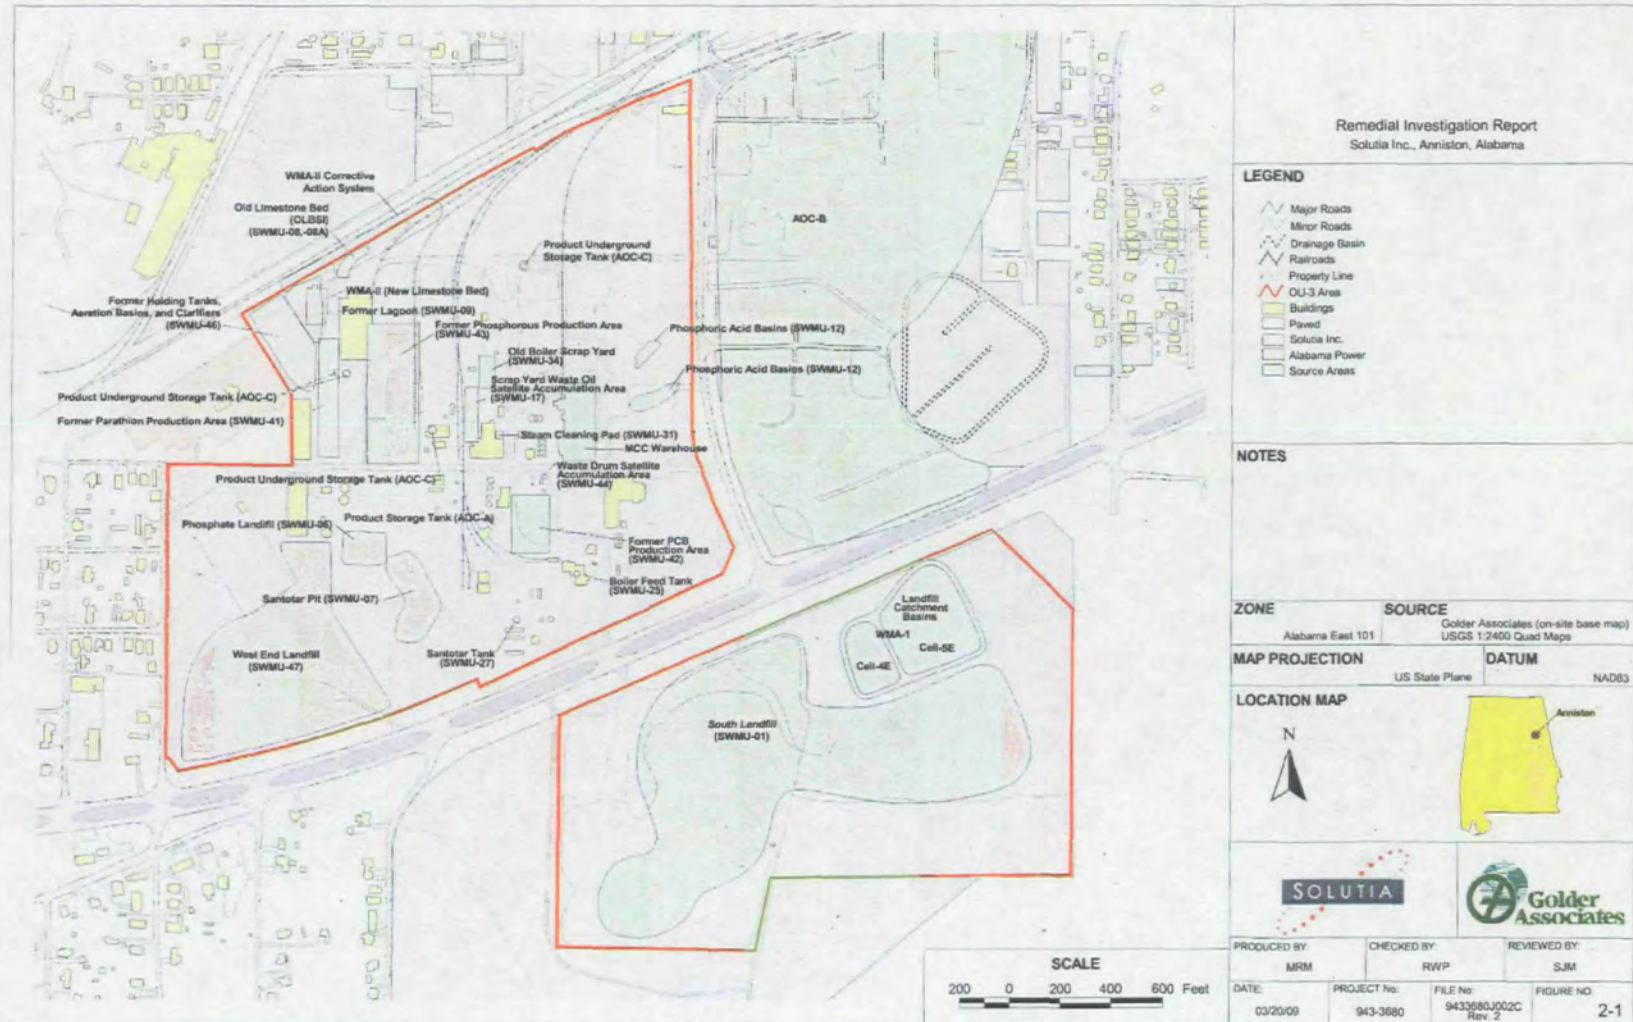 WMA-II Corrective
Action System
Old Limestone Bed
(OLBSI)
(SWMU-08,-08A)
AOC-B
Product Underground
Storage Tank (AOC-C)
WMA-II (New Limestone Bed)
Former Holding Tanks,
Aeretion Basins, and Clarifiers
(SWMU-46)
Former Lagoon (SWMU-09)
Former Phosphorous Production Area
(SWMU-43)
Phosphoric Acid Basins (SWMU-12)
Old Boiler Scrap Yard
(SWMU-34)
Phosphoric Acid Basins (SWMU-12)
Scrap Yard Waste Oil
Satellite Accumulation Area
(SWMU-17)
Product Underground Storage Tank (AOC-C)
Former Parathion Production Area (SWMU-41)
Steam Cleaning Pad (SWMU-31)
MCC Warehouse
Waste Drum Satellite
Accumulation Area
(SWMU-44)
Product Underground Storage Tank (AOC-C)
Product Storage Tank (AOC-A)
Phosphate Landfill (SWMU-06)
Former PCB
Production Area
(SWMU-42)
Boiler Feed Tank
(SWMU-25)
Santotar Pit (SWMU-07)
Landfill
Catchment
Basins
WMA-1
Cell-5E
Cell-4E
West End Landfill
(SWMU-47)
Santotar Tank
(SWMU-27)
South Landfill
(SWMU-01)
SCALE
200 0 200 400 600 Feet
Remedial Investigation Report
Solutia Inc., Anniston, Alabama
LEGEND
Major Roads
Minor Roads
Drainage Basin
Railroads
Property Line
OU-3 Area
Buildings
Paved
Solutia Inc.
Alabama Power
Source Areas
NOTES
ZONE
Alabama East 101
SOURCE
Golder Associates (on-site base map)
USGS 1:2400 Quad Maps
MAP PROJECTION
US State Plane
DATUM
NAD83
LOCATION MAP
Anniston
N
SOLUTIA
Golder
Associates
PRODUCED BY:
MRM
CHECKED BY:
RWP
REVIEWED BY:
SJM
DATE:
03/20/09
PROJECT No:
943-3680
FILE No:
9433680J002C
Rev. 2
FIGURE NO.
2-1